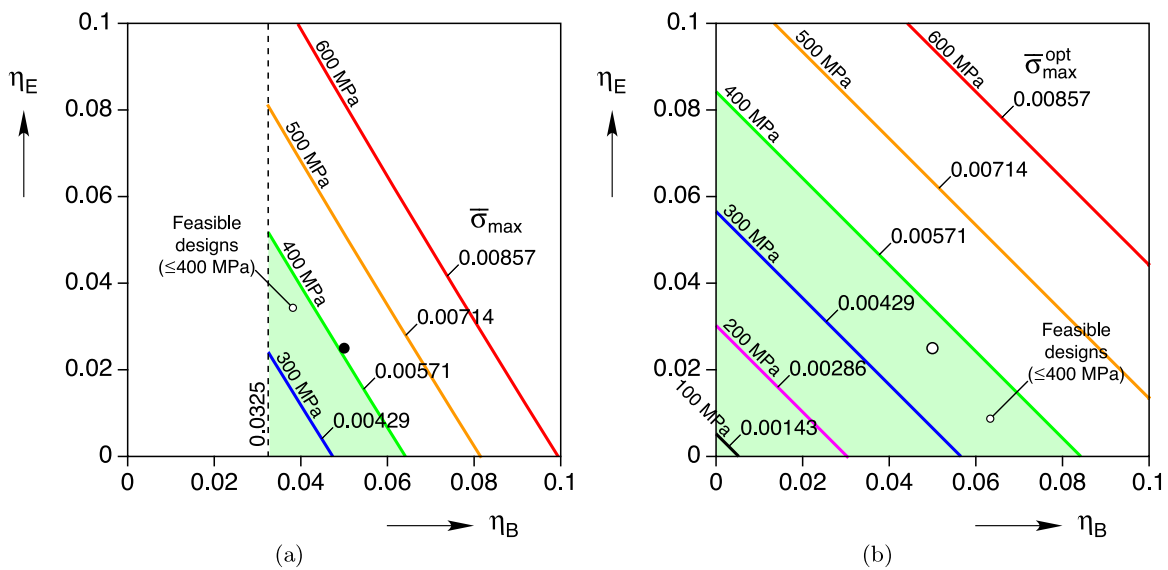 0.1
η_E
0.08
0.06
0.04
0.02
0
0
0.02
0.04
0.06
0.08
0.1
η_B
0.0325
600 MPa
500 MPa
400 MPa
300 MPa
σ̅_max
0.00857
0.00714
0.00571
0.00429
Feasible
designs
(≤400 MPa)
(a)
0.1
η_E
0.08
0.06
0.04
0.02
0
0
0.02
0.04
0.06
0.08
0.1
η_B
600 MPa
500 MPa
400 MPa
300 MPa
200 MPa
100 MPa
σ̅_max^opt
0.00857
0.00714
0.00571
0.00429
0.00286
0.00143
Feasible
designs
(≤400 MPa)
(b)